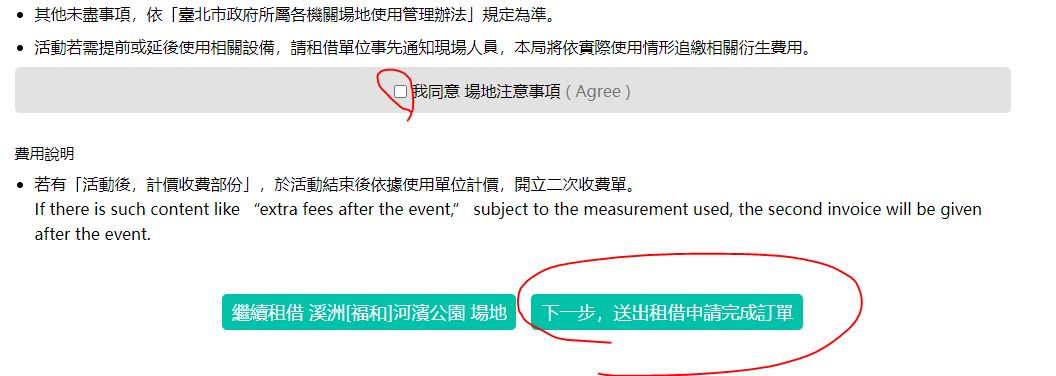 • 其他未盡事項，依「臺北市政府所屬各機關場地使用管理辦法」規定為準。
• 活動若需提前或延後使用相關設備，請租借單位事先通知現場人員，本局將依實際使用情形追繳相關衍生費用。
我同意 場地注意事項 ( Agree )
費用說明
• 若有「活動後，計價收費部份」，於活動結束後依據使用單位計價，開立二次收費單。
If there is such content like “extra fees after the event,” subject to the measurement used, the second invoice will be given
after the event.
繼續租借 溪洲[福和]河濱公園 場地 下一步，送出租借申請完成訂單